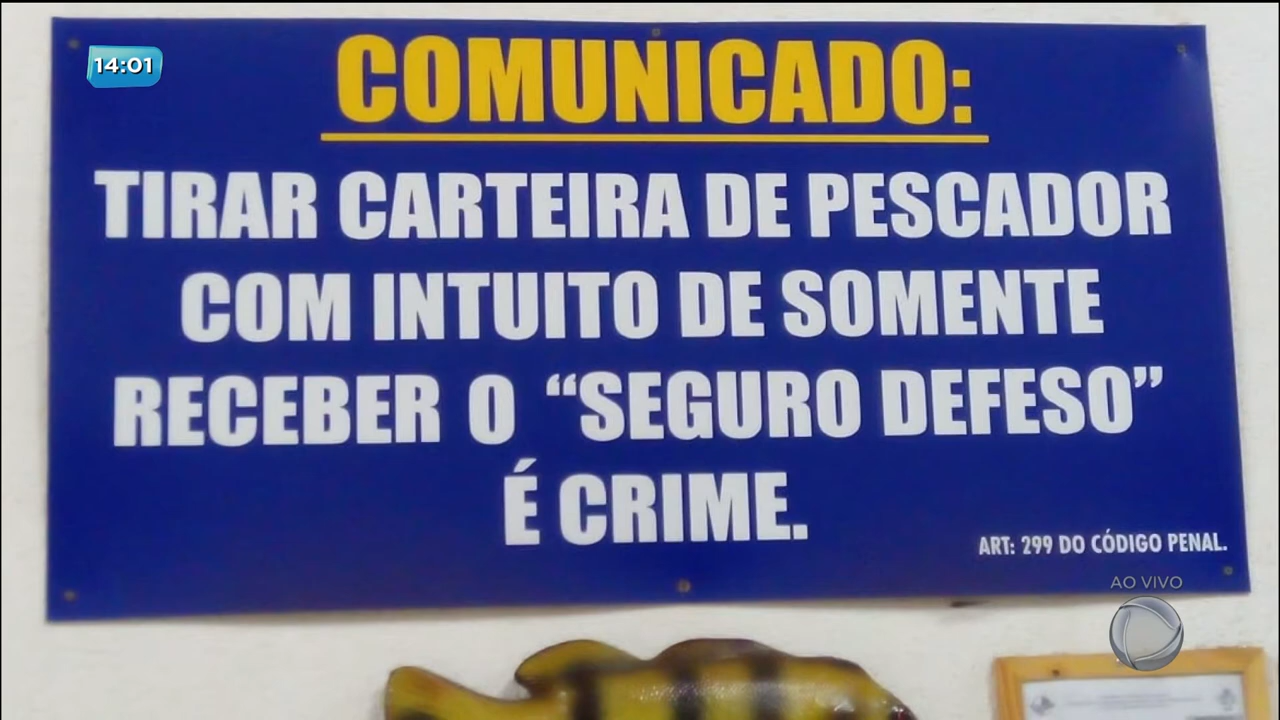 14:01
COMUNICADO:
TIRAR CARTEIRA DE PESCADOR
COM INTUITO DE SOMENTE
RECEBER O “SEGURO DEFESO”
É CRIME.
ART: 299 DO CÓDIGO PENAL.
AO VIVO